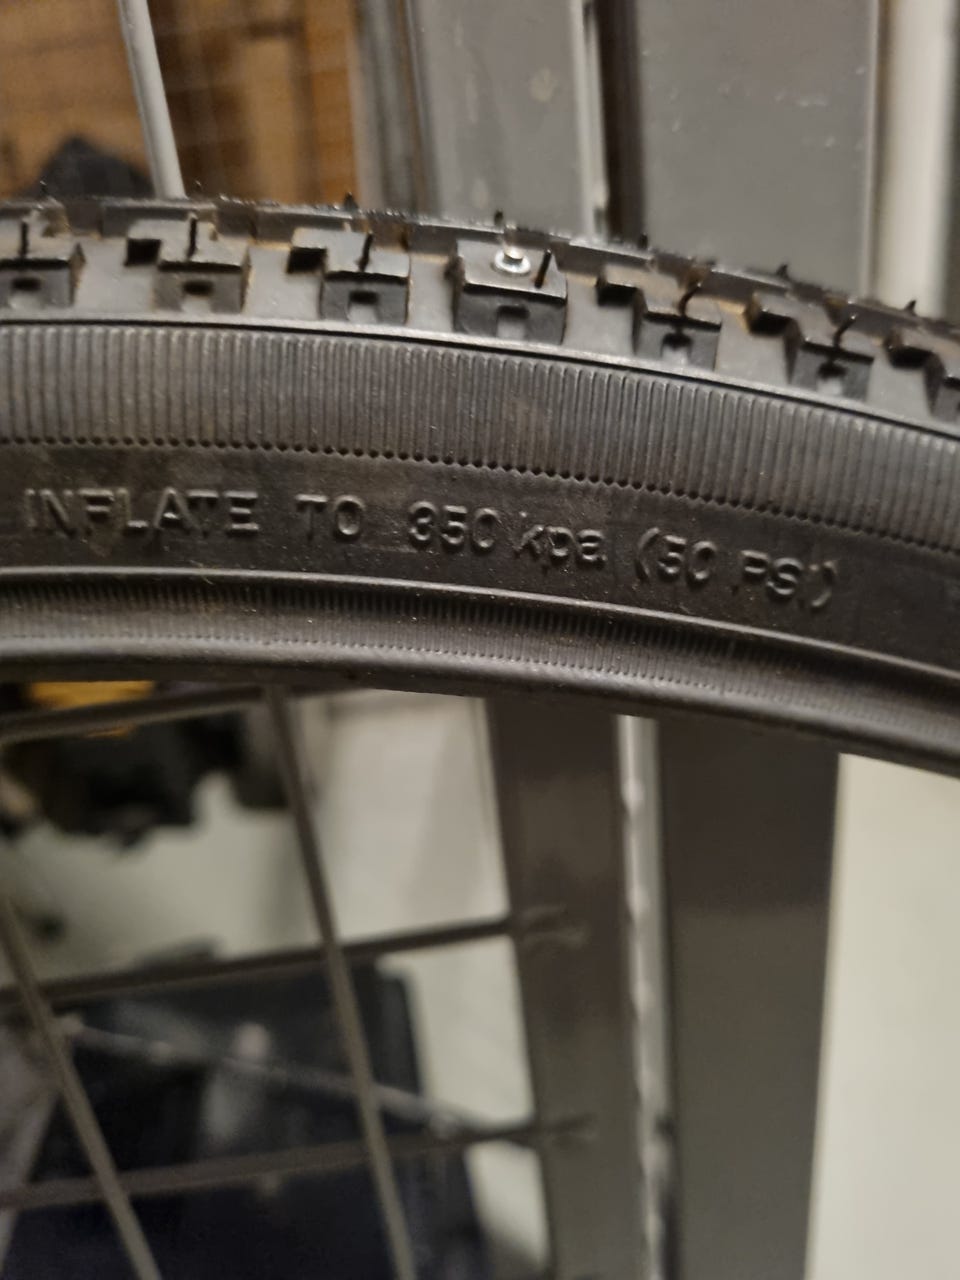 INFLATE TO 350 kpa (50 PSI)